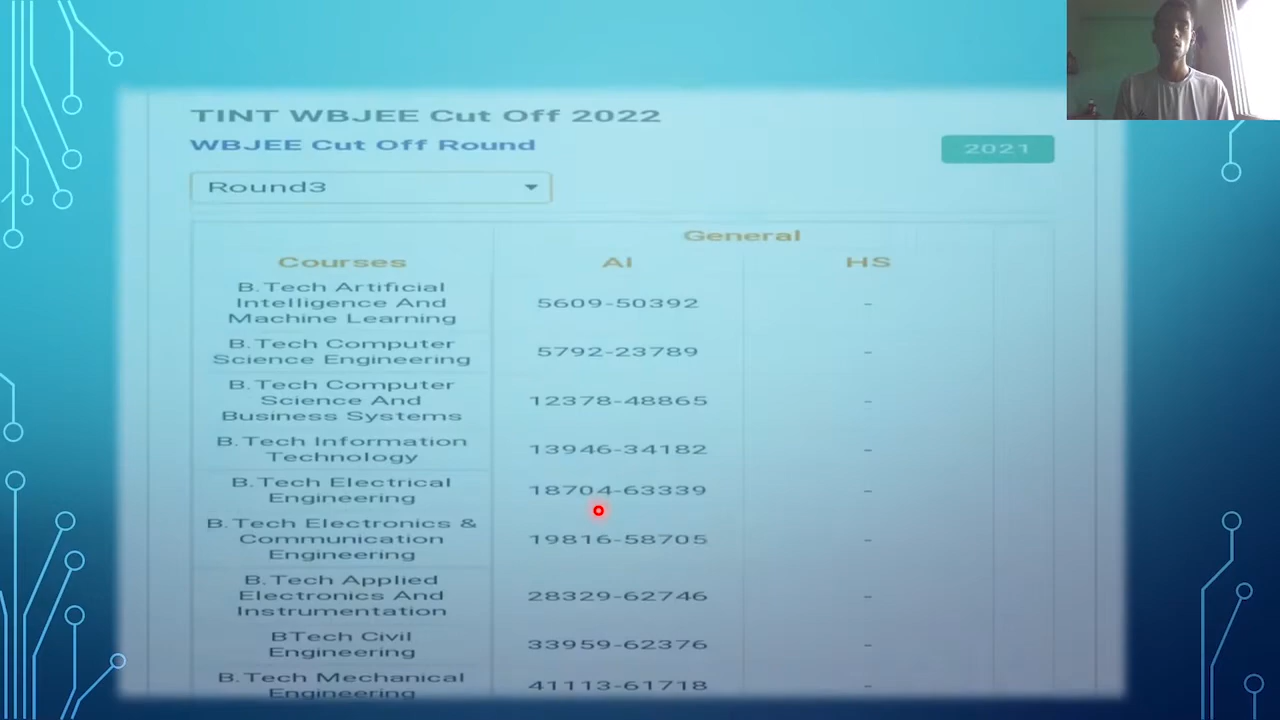 TINT WBJEE Cut Off 2022
WBJEE Cut Off Round
2021
Round3
General
Courses AI HS
B.Tech Artificial
Intelligence And
Machine Learning
5609-50392 -
B.Tech Computer
Science Engineering
5792-23789 -
B.Tech Computer
Science And
Business Systems
12378-48865 -
B.Tech Information
Technology
13946-34182 -
B.Tech Electrical
Engineering
18704-63339 -
B.Tech Electronics &
Communication
Engineering
19816-58705 -
B.Tech Applied
Electronics And
Instrumentation
28329-62746 -
BTech Civil
Engineering
33959-62376 -
B.Tech Mechanical
Engineering
41113-61718 -